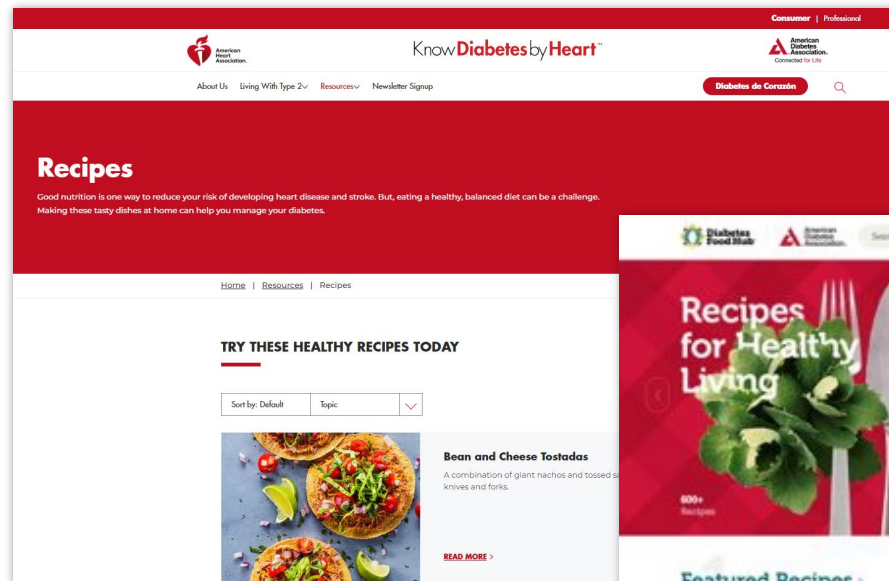 Consumer | Professional
American
Heart
Association.
Know Diabetes by Heart™
American
Diabetes
Association.
Connected for Life
About Us Living With Type 2 Resources Newsletter Signup
Diabetes de Corazón
Recipes
Good nutrition is one way to reduce your risk of developing heart disease and stroke. But, eating a healthy, balanced diet can be a challenge.
Making these tasty dishes at home can help you manage your diabetes.
Home | Resources | Recipes
TRY THESE HEALTHY RECIPES TODAY
Sort by: Default Topic
Bean and Cheese Tostadas
A combination of giant nachos and tossed
knives and forks.
READ MORE >
Diabetes
Food Hub
American
Diabetes
Association.
Recipes
for Healthy
Living
600+
Recipes
Featured Recipes